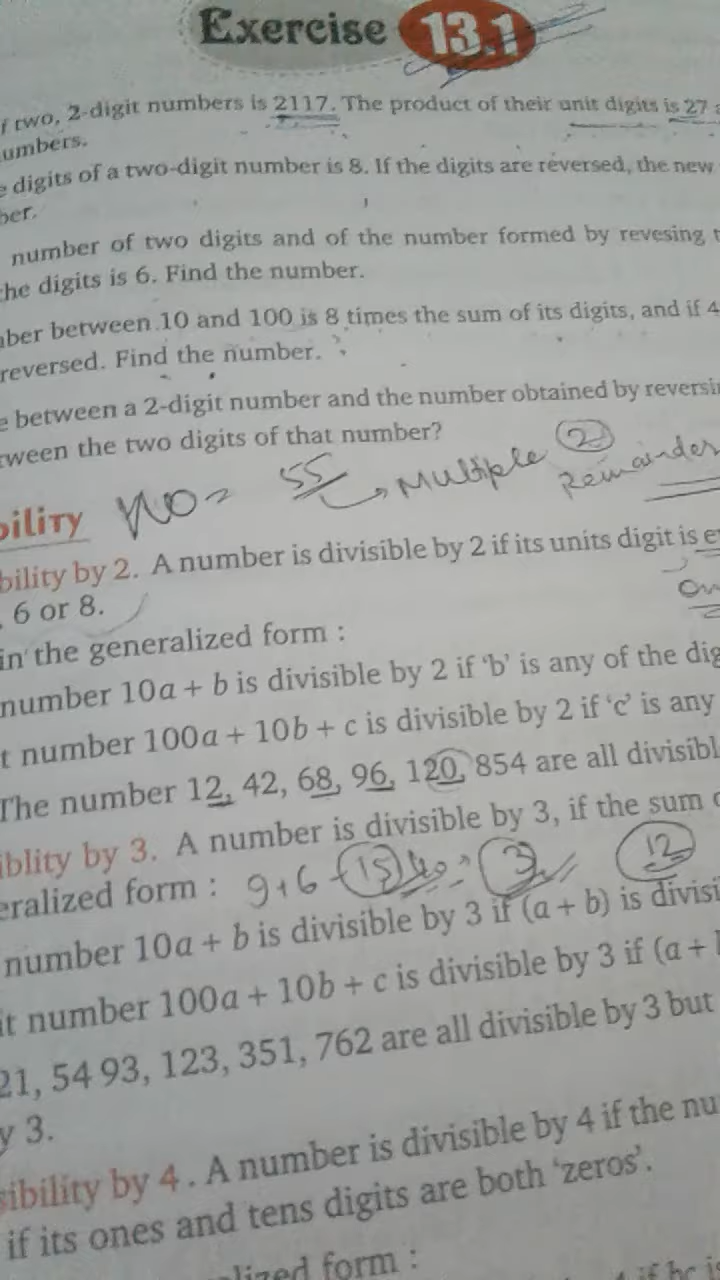 Exercise 13.1
two, 2-digit numbers is 2117. The product of their unit digits is 27
umbers.
digits of a two-digit number is 8. If the digits are reversed, the new
ber.
number of two digits and of the number formed by revesing t
he digits is 6. Find the number.
ber between 10 and 100 is 8 times the sum of its digits, and if 4
reversed. Find the number.
e between a 2-digit number and the number obtained by reversi
ween the two digits of that number?
bility NO = 55 Multiple 2 Remainder
bility by 2. A number is divisible by 2 if its units digit is e
6 or 8.
in the generalized form :
number 10a + b is divisible by 2 if ‘b’ is any of the dig
t number 100a + 10b + c is divisible by 2 if ‘c’ is any
The number 12, 42, 68, 96, 120, 854 are all divisibl
iblity by 3. A number is divisible by 3, if the sum
eralized form : 9+6 15 3 12
number 10a + b is divisible by 3 if (a + b) is divisi
it number 100a + 10b + c is divisible by 3 if (a +
21, 54 93, 123, 351, 762 are all divisible by 3 but
y 3.
sibility by 4. A number is divisible by 4 if the nu
if its ones and tens digits are both ‘zeros’.
lized form :
if bc i